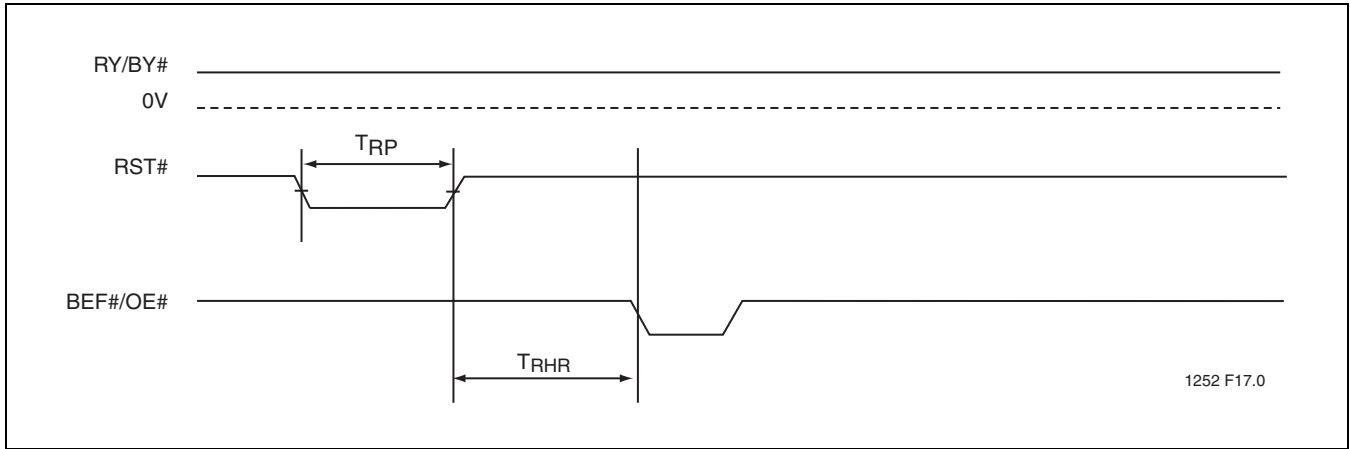 RY/BY#
0V
TRP
RST#
BEF#/OE#
TRHR
1252 F17.0